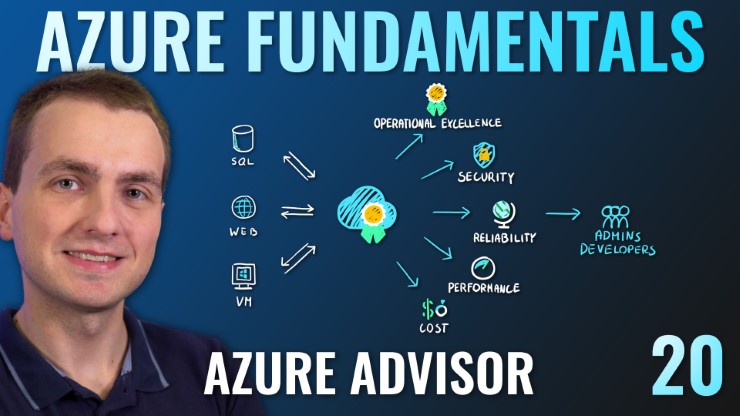 AZURE FUNDAMENTALS
OPERATIONAL EXCELLENCE
SQL
SECURITY
WEB
RELIABILITY
ADMINS
DEVELOPERS
VM
PERFORMANCE
$
COST
AZURE ADVISOR
20